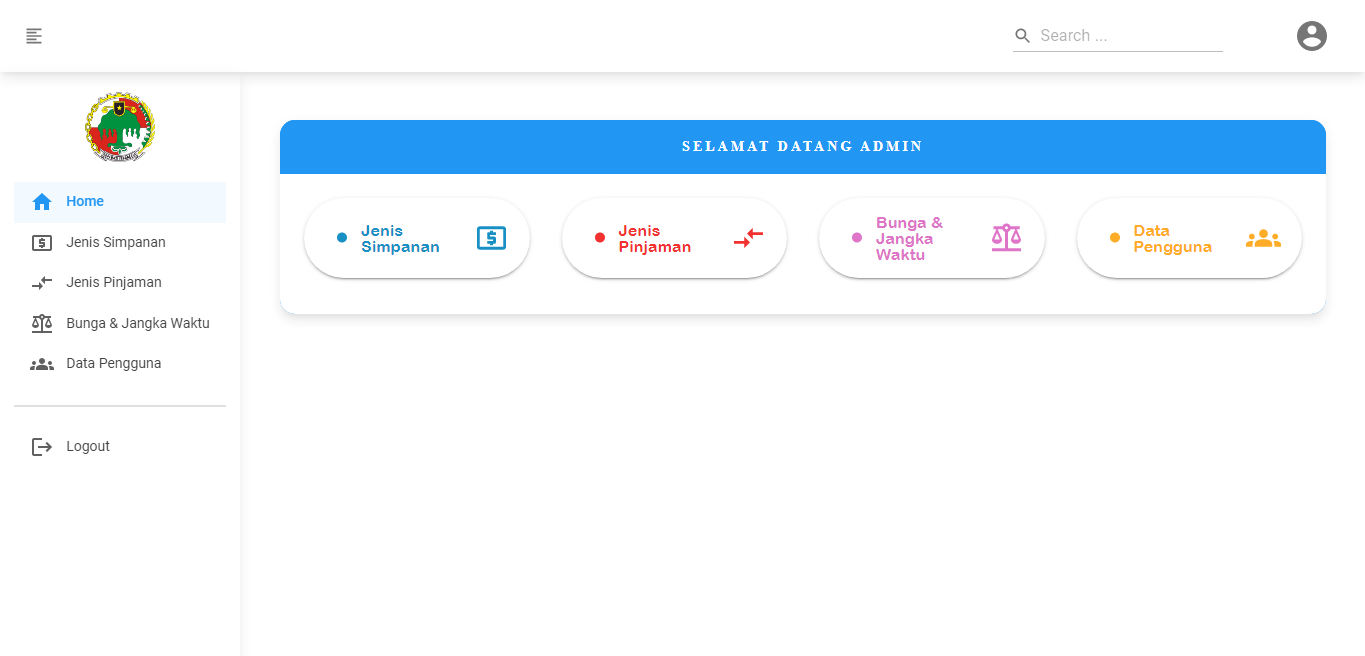 Search ...
Home
Jenis Simpanan
Jenis Pinjaman
Bunga & Jangka Waktu
Data Pengguna
Logout
SELAMAT DATANG ADMIN
Jenis
Simpanan
Jenis
Pinjaman
Bunga &
Jangka
Waktu
Data
Pengguna